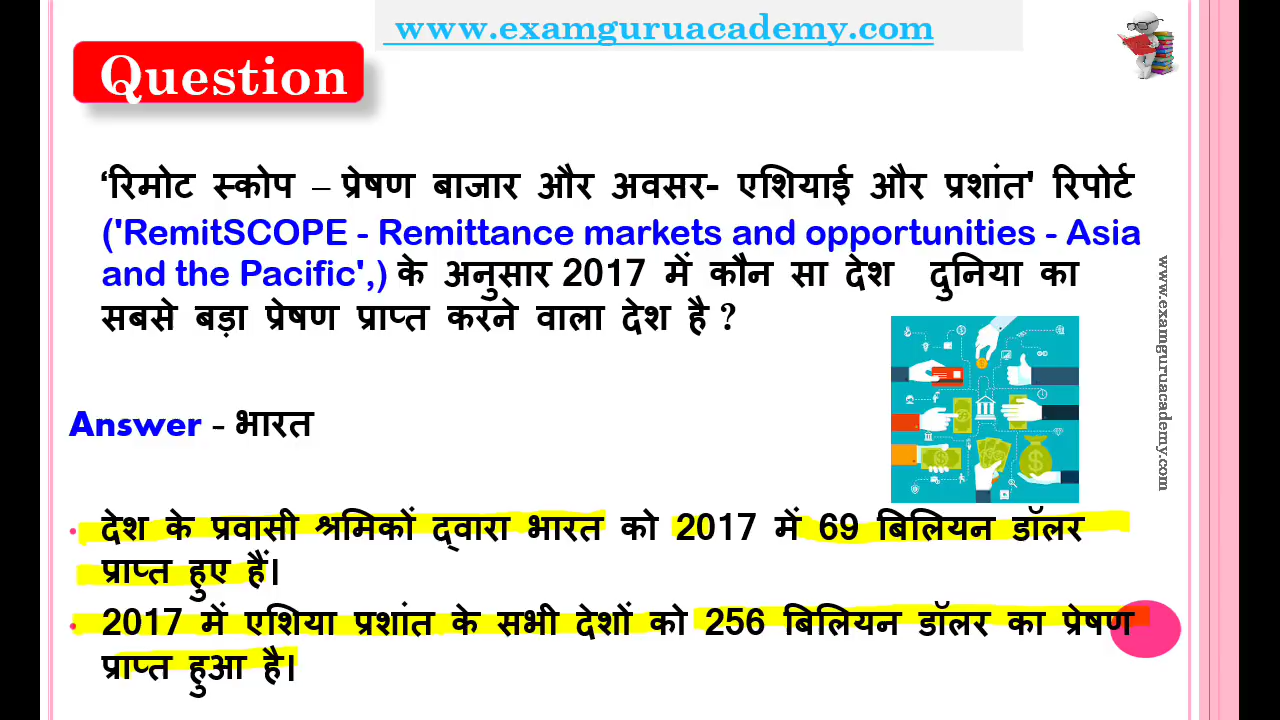 www.examguruacademy.com
Question
‘रिमोट स्कोप – प्रेषण बाजार और अवसर- एशियाई और प्रशांत' रिपोर्ट
('RemitSCOPE - Remittance markets and opportunities - Asia
and the Pacific',) के अनुसार 2017 में कौन सा देश दुनिया का
सबसे बड़ा प्रेषण प्राप्त करने वाला देश है ?
Answer - भारत
• देश के प्रवासी श्रमिकों द्वारा भारत को 2017 में 69 बिलियन डॉलर
प्राप्त हुए हैं।
• 2017 में एशिया प्रशांत के सभी देशों को 256 बिलियन डॉलर का प्रेषण
प्राप्त हुआ है।
www.examguruacademy.com